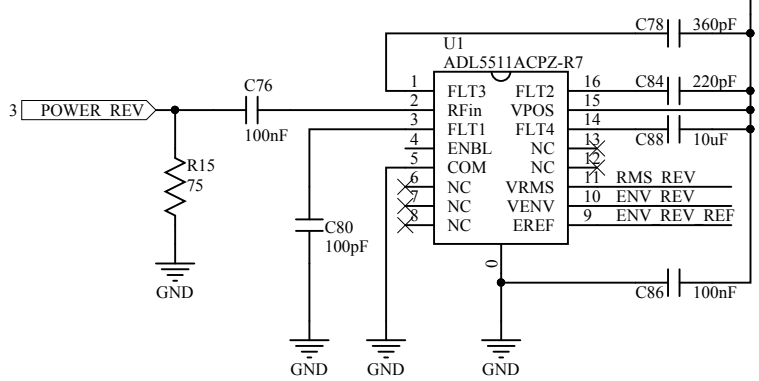 C78 360pF
U1
ADL5511ACPZ-R7
C76
100nF
3 POWER_REV
R15
75
GND
1 FLT3
2 RFin
3 FLT1
4 ENBL
5 COM
6 NC
7 NC
8 NC
FLT2 16
VPOS 15
FLT4 14
NC 13
NC 12
VRMS 11 RMS_REV
VENV 10 ENV_REV
EREF 9 ENV_REV_REF
C84 220pF
C88 10uF
C80
100pF
0
C86 100nF
GND
GND
GND